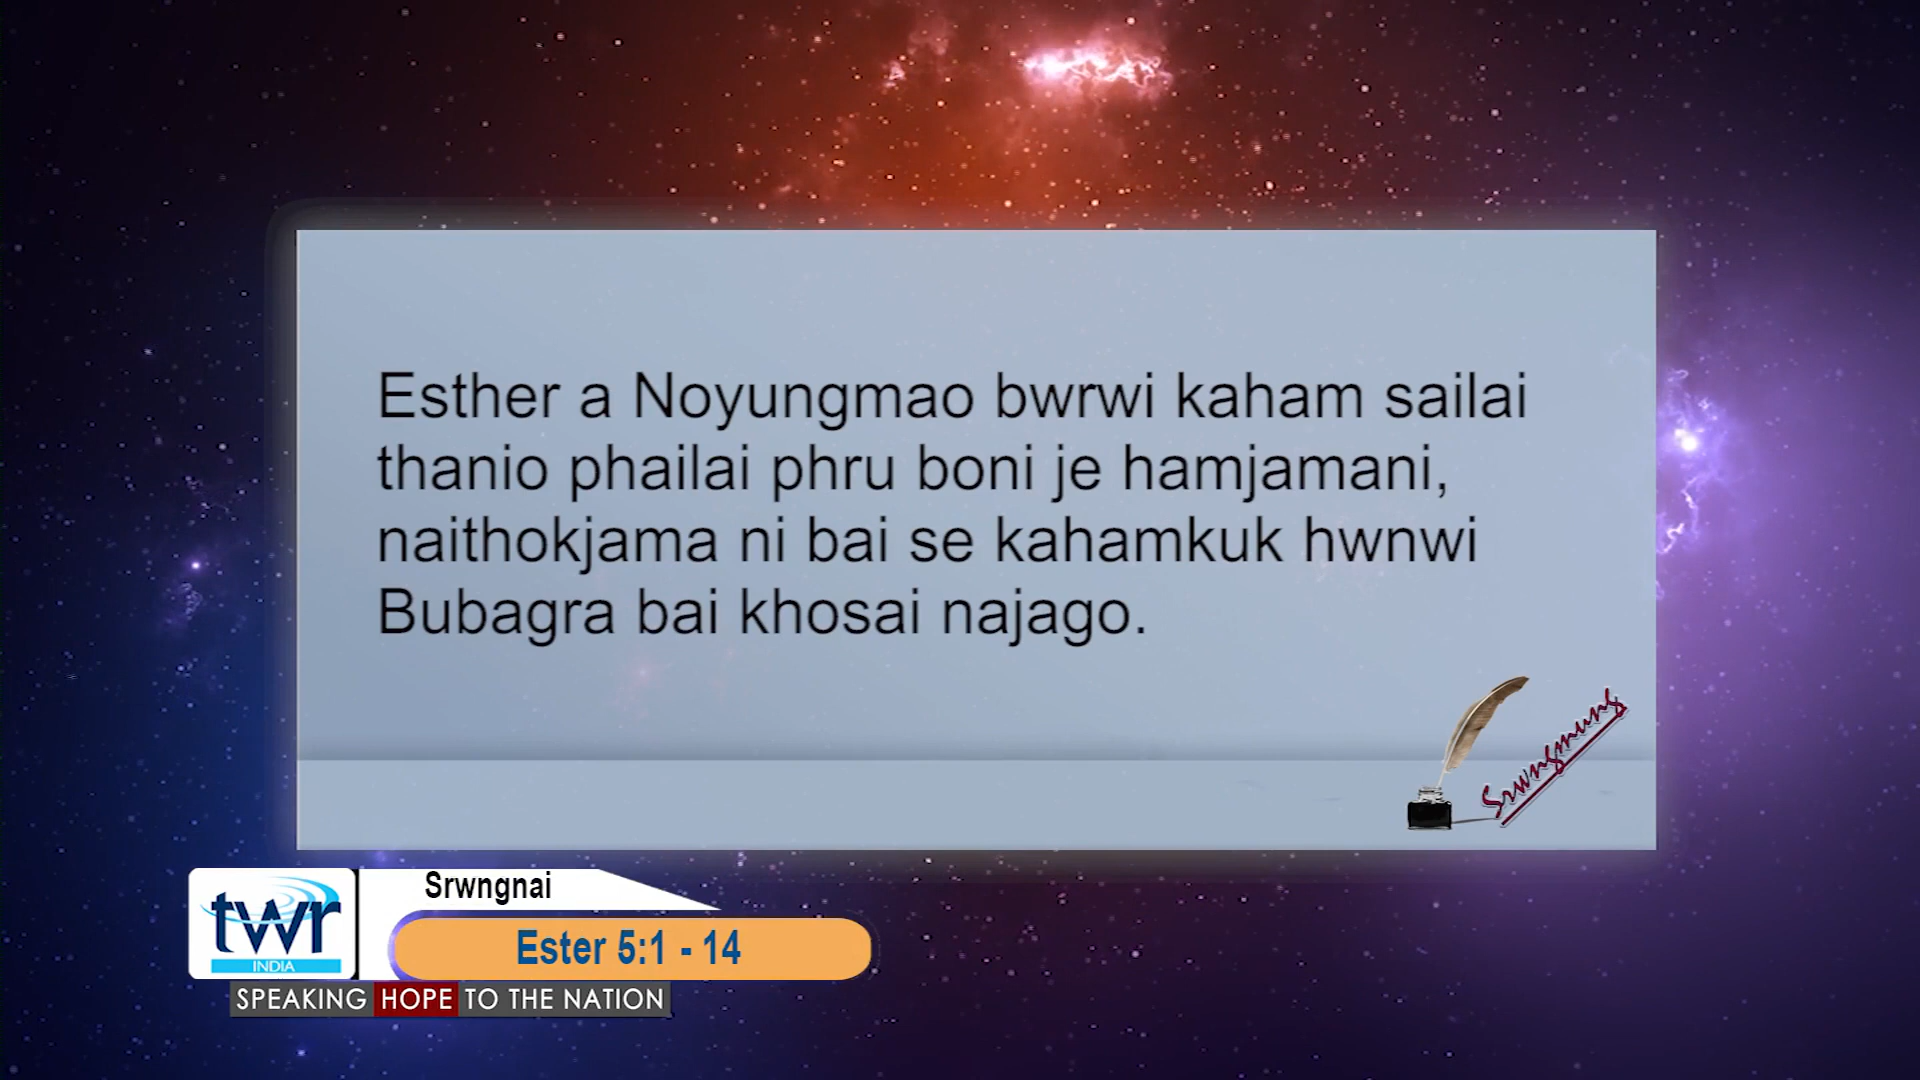 Esther a Noyungmao bwrwi kaham sailai
thanio phailai phru boni je hamjamani,
naithokjama ni bai se kahamkuk hwnwi
Bubagra bai khosai najago.
Srwngmung
twr
INDIA
Srwngnai
Ester 5:1 - 14
SPEAKING HOPE TO THE NATION